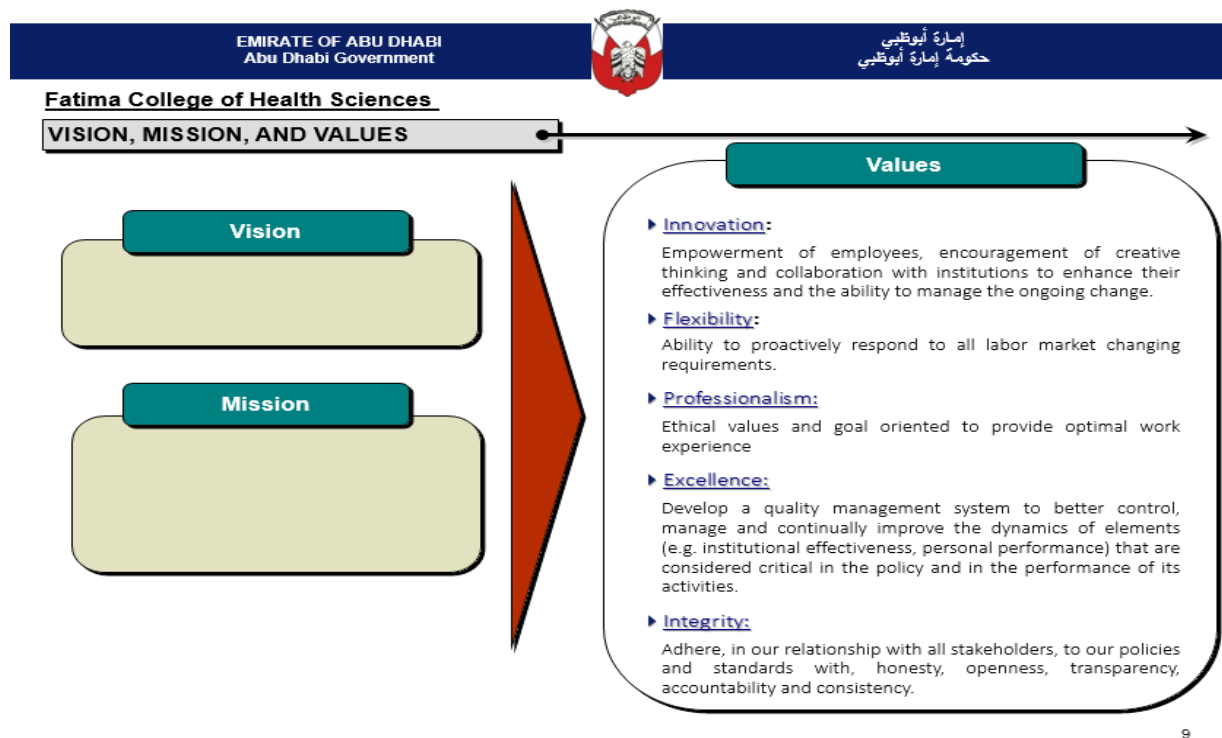 EMIRATE OF ABU DHABI
Abu Dhabi Government
إمارة أبوظبي
حكومة إمارة أبوظبي
Fatima College of Health Sciences
VISION, MISSION, AND VALUES
Vision
Mission
Values
Innovation:
Empowerment of employees, encouragement of creative
thinking and collaboration with institutions to enhance their
effectiveness and the ability to manage the ongoing change.
Flexibility:
Ability to proactively respond to all labor market changing
requirements.
Professionalism:
Ethical values and goal oriented to provide optimal work
experience
Excellence:
Develop a quality management system to better control,
manage and continually improve the dynamics of elements
(e.g. institutional effectiveness, personal performance) that are
considered critical in the policy and in the performance of its
activities.
Integrity:
Adhere, in our relationship with all stakeholders, to our policies
and standards with, honesty, openness, transparency,
accountability and consistency.
9